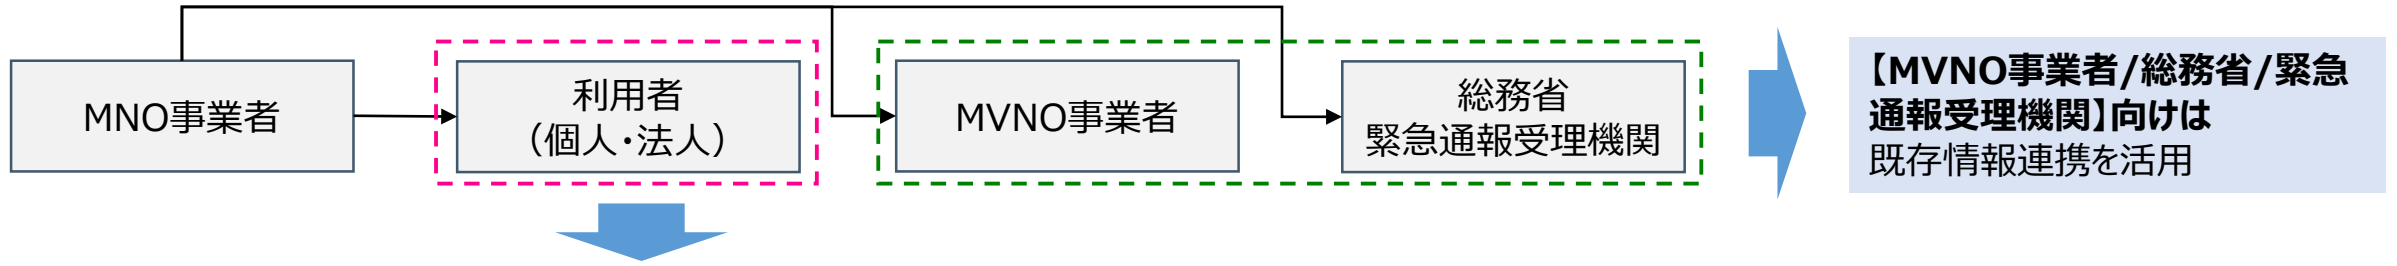 MNO事業者
利用者
（個人・法人）
MVNO事業者
総務省
緊急通報受理機関
【MVNO事業者/総務省/緊急
通報受理機関】向けは
既存情報連携を活用